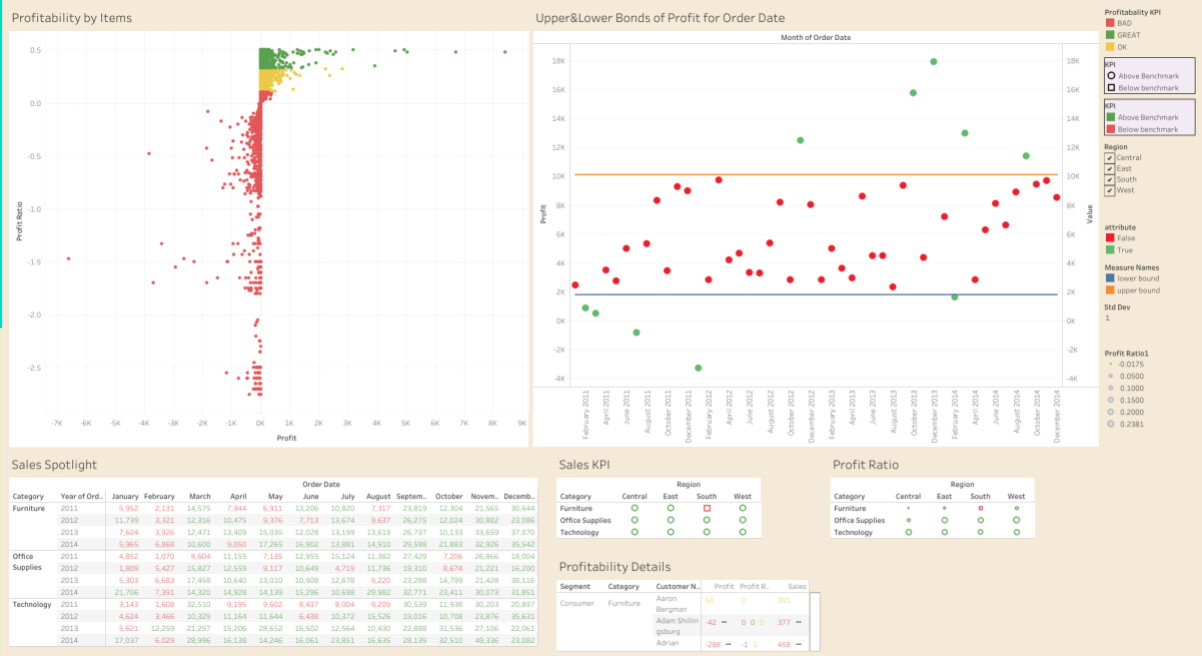 Profitability by Items
0.5
0.0
-0.5
-1.0
-1.5
-2.0
-2.5
Profit Ratio
-7K -6K -5K -4K -3K -2K -1K 0K 1K 2K 3K 4K 5K 6K 7K 8K 9K
Profit
Upper&Lower Bonds of Profit for Order Date
Month of Order Date
18K 18K
16K 16K
14K 14K
12K 12K
10K 10K
8K 8K
6K 6K
4K 4K
2K 2K
0K 0K
-2K -2K
-4K -4K
Profit
Value
February 2011
April 2011
June 2011
August 2011
October 2011
December 2011
February 2012
April 2012
June 2012
August 2012
October 2012
December 2012
February 2013
April 2013
June 2013
August 2013
October 2013
December 2013
February 2014
April 2014
June 2014
August 2014
October 2014
December 2014
Profitabality KPI
BAD
GREAT
OK
KPI
Above Benchmark
Below benchmark
KPI
Above Benchmark
Below benchmark
Region
Central
East
South
West
attribute
False
True
Measure Names
lower bound
upper bound
Std Dev
1
Profit Ratio1
-0.0175
0.0500
0.1000
0.1500
0.2000
0.2381
Sales Spotlight
Order Date
Category Year of Ord.. January February March April May June July August Septem.. October Novem.. Decemb..
Furniture 2011 5,952 2,131 14,575 7,944 6,911 13,206 10,820 7,317 23,819 12,304 21,565 30,644
2012 11,739 3,321 12,316 10,475 9,376 7,713 13,674 9,637 26,275 12,024 30,882 23,086
2013 7,624 3,926 12,471 13,409 15,035 12,028 13,199 13,619 26,737 10,133 33,659 37,070
2014 5,965 6,868 10,600 9,050 17,265 16,902 13,881 14,910 29,598 21,883 32,926 35,542
Office Supplies 2011 4,852 1,070 8,604 11,155 7,135 12,955 15,124 11,382 27,429 7,206 26,866 18,004
2012 1,809 5,427 15,827 12,559 9,117 10,649 4,719 11,736 19,310 8,674 21,221 16,200
2013 5,303 6,683 17,458 10,640 13,010 10,908 12,678 9,220 23,288 14,799 21,428 38,116
2014 21,706 7,391 14,320 14,928 14,139 15,296 10,698 29,982 32,771 23,411 30,073 31,851
Technology 2011 3,143 1,608 32,510 9,195 9,602 8,437 8,004 9,209 30,539 11,938 30,203 20,897
2012 4,624 3,466 10,329 11,164 11,644 6,438 10,372 15,526 19,016 10,708 23,876 35,631
2013 5,621 12,259 21,257 15,206 28,652 16,502 12,564 10,430 22,888 31,536 27,106 22,061
2014 17,037 6,029 28,996 16,138 14,246 16,061 23,851 16,635 28,139 32,510 49,336 23,082
Sales KPI
Region
Category Central East South West
Furniture
Office Supplies
Technology
Profit Ratio
Region
Category Central East South West
Furniture
Office Supplies
Technology
Profitability Details
Segment Category Customer N.. Profit Profit R.. Sales
Consumer Furniture Aaron Bergman 60 0 391
Adam Shillin gsburg -42 0 0 0 377
Adrian -288 -1 0 458